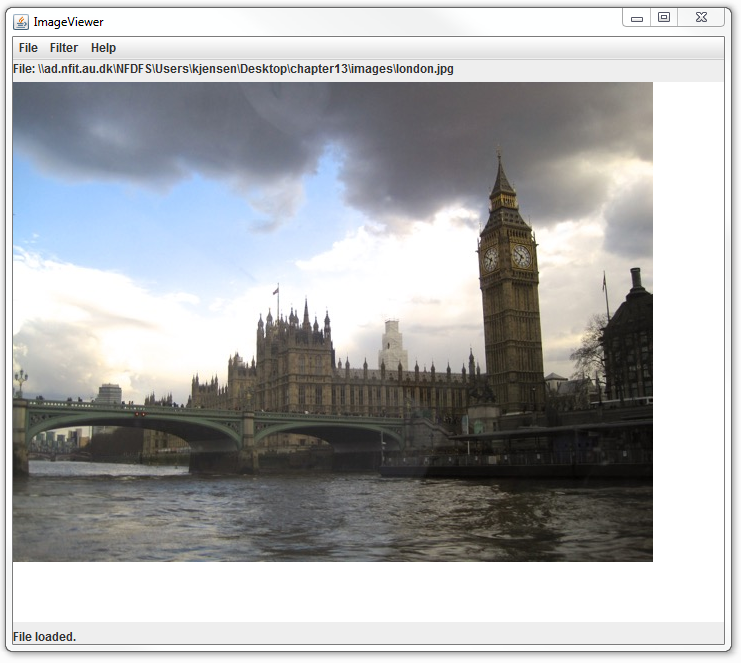 ImageViewer
File Filter Help
File: \\ad.nfit.au.dk\NFDFS\Users\kjensen\Desktop\chapter13\images\london.jpg
File loaded.